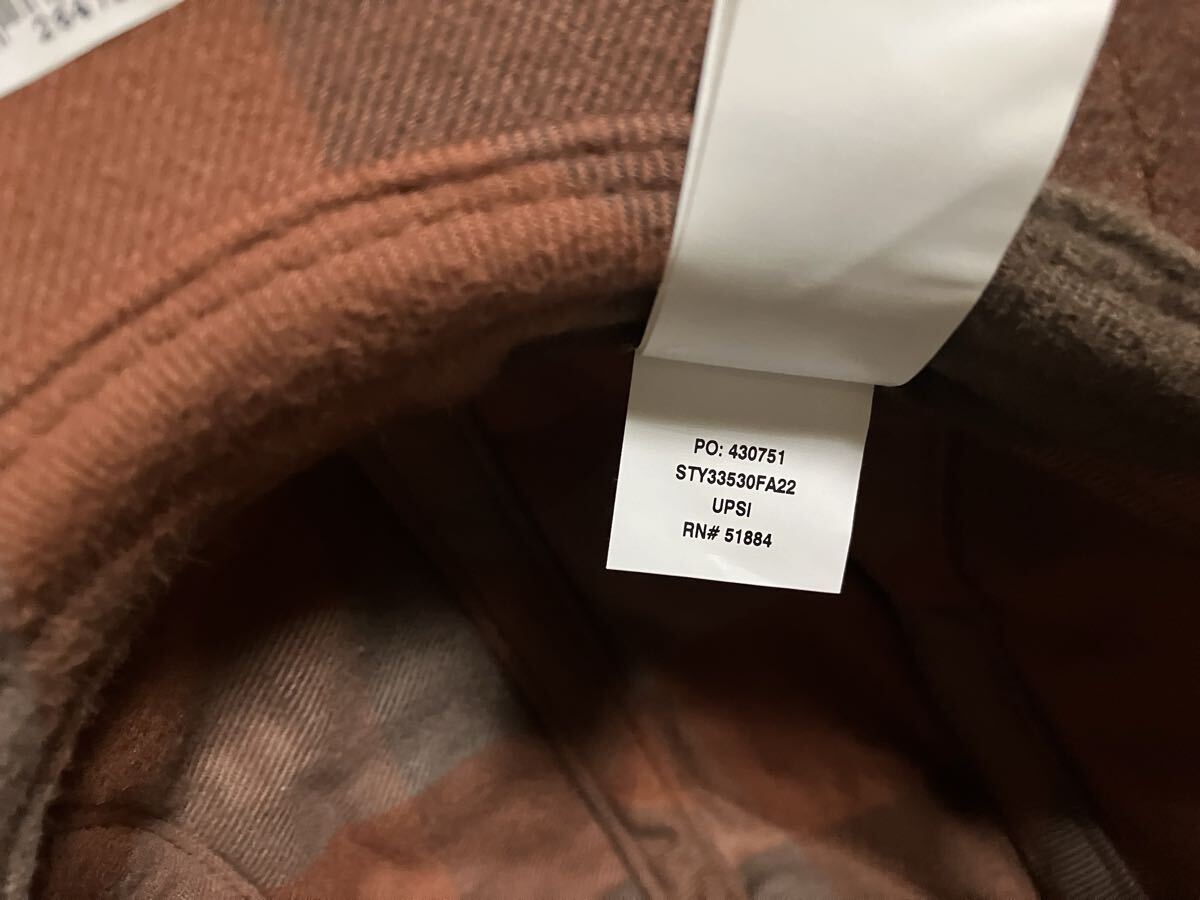 PO: 430751
STY33530FA22
UPSI
RN# 51884